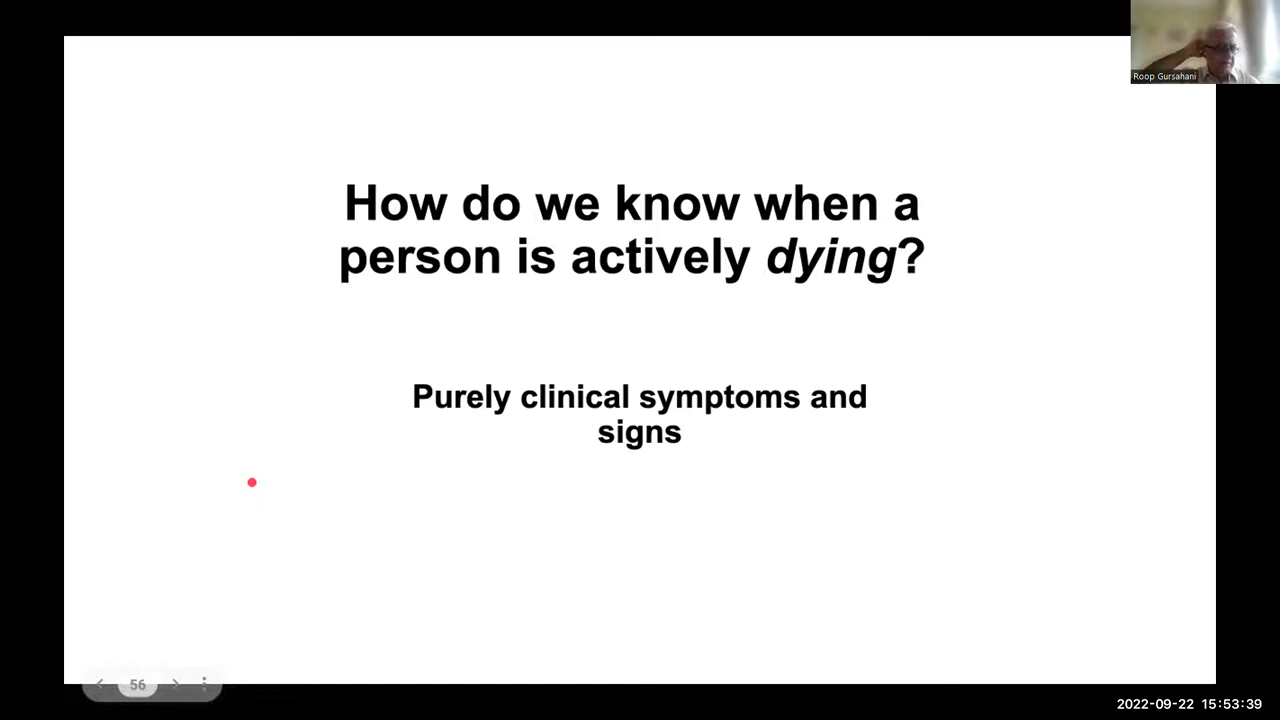 Roop Gursahani
How do we know when a
person is actively dying?
Purely clinical symptoms and
signs
56
2022-09-22 15:53:39